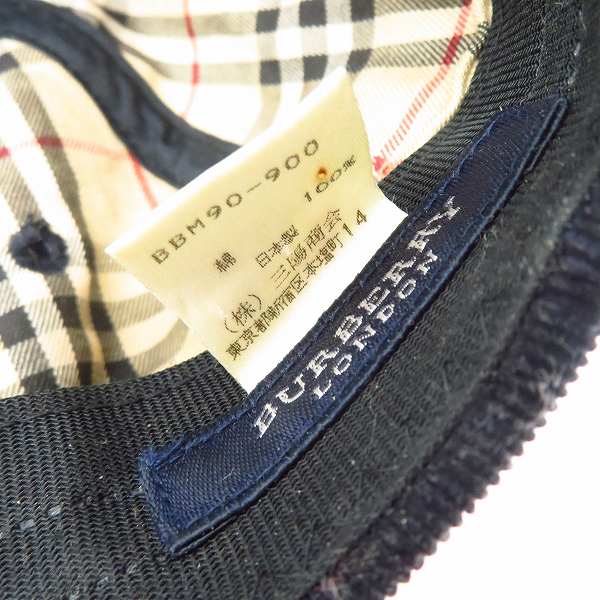 BBM90-900
綿 100%
日本製
(株)三陽商会
東京都新宿区本塩町14
BURBERRY
LONDON